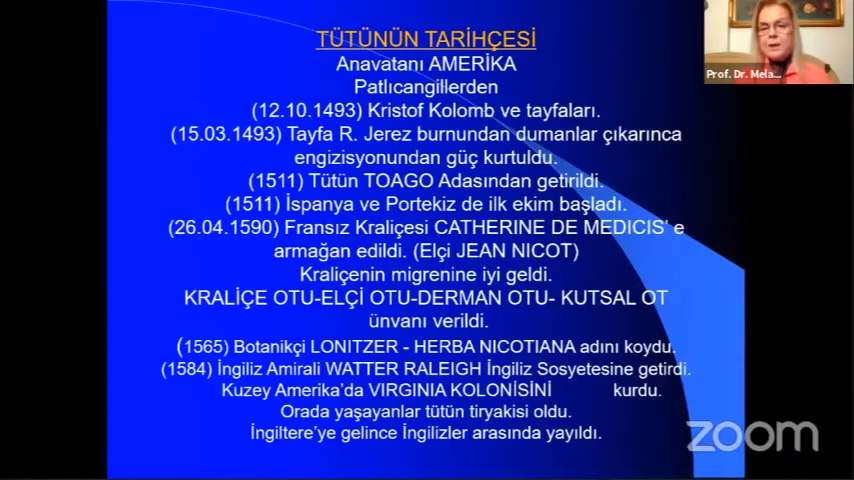 TÜTÜNÜN TARİHÇESİ
Anavatanı AMERİKA
Patlıcangillerden
(12.10.1493) Kristof Kolomb ve tayfaları.
(15.03.1493) Tayfa R. Jerez burnundan dumanlar çıkarınca
engizisyonundan güç kurtuldu.
(1511) Tütün TOAGO Adasından getirildi.
(1511) İspanya ve Portekiz de ilk ekim başladı.
(26.04.1590) Fransız Kraliçesi CATHERINE DE MEDICIS' e
armağan edildi. (Elçi JEAN NICOT)
Kraliçenin migrenine iyi geldi.
KRALİÇE OTU-ELÇİ OTU-DERMAN OTU- KUTSAL OT
ünvanı verildi.
(1565) Botanikçi LONITZER - HERBA NICOTIANA adını koydu.
(1584) İngiliz Amirali WATTER RALEIGH İngiliz Sosyetesine getirdi.
Kuzey Amerika'da VIRGINIA KOLONİSİNİ kurdu.
Orada yaşayanlar tütün tiryakisi oldu.
İngiltere'ye gelince İngilizler arasında yayıldı.
Prof. Dr. Mela...
zoom